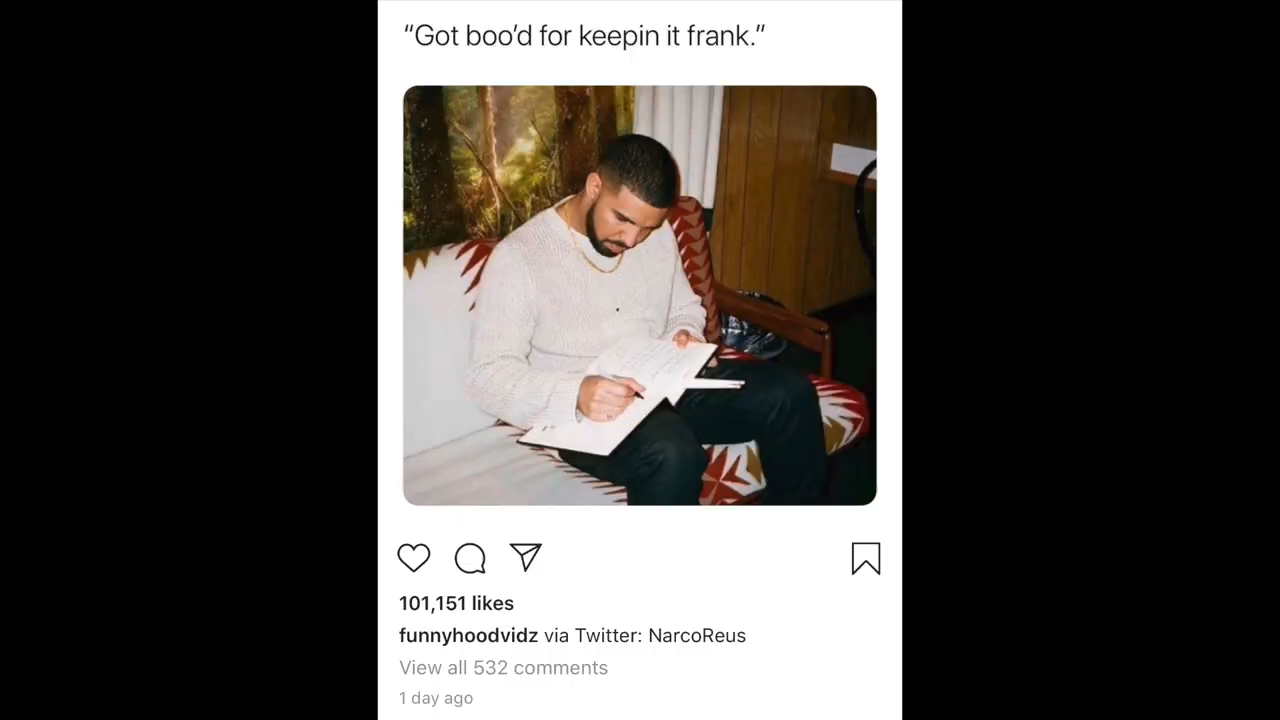 “Got boo’d for keepin it frank.”
101,151 likes
funnyhoodvidz via Twitter: NarcoReus
View all 532 comments
1 day ago